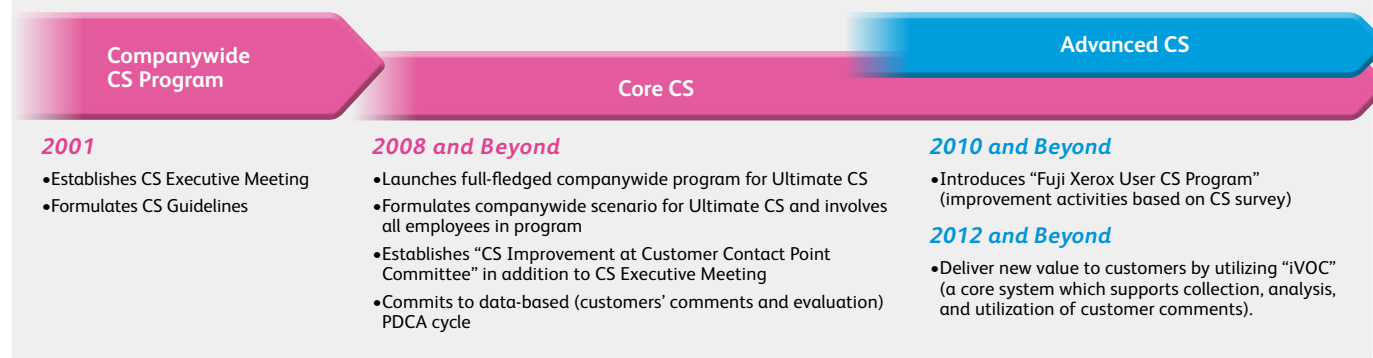 Companywide
CS Program
Core CS
Advanced CS
2001
•Establishes CS Executive Meeting
•Formulates CS Guidelines
2008 and Beyond
•Launches full-fledged companywide program for Ultimate CS
•Formulates companywide scenario for Ultimate CS and involves
all employees in program
•Establishes “CS Improvement at Customer Contact Point
Committee” in addition to CS Executive Meeting
•Commits to data-based (customers’ comments and evaluation)
PDCA cycle
2010 and Beyond
•Introduces “Fuji Xerox User CS Program”
(improvement activities based on CS survey)
2012 and Beyond
•Deliver new value to customers by utilizing “iVOC”
(a core system which supports collection, analysis,
and utilization of customer comments).